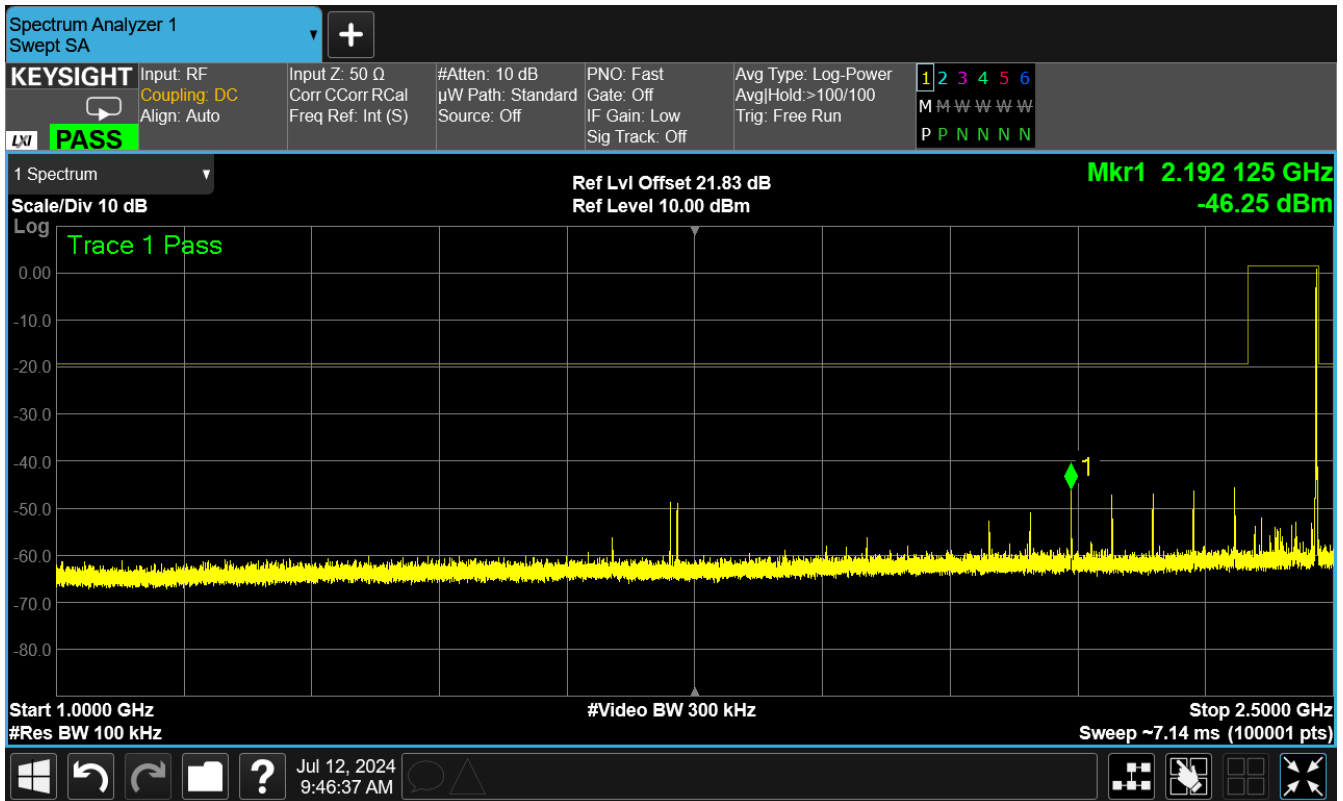 Spectrum Analyzer 1
Swept SA
▼
+
KEYSIGHT
LXI
PASS
Input: RF
Coupling: DC
Align: Auto
Input Z: 50 Ω
Corr CCorr RCal
Freq Ref: Int (S)
#Atten: 10 dB
µW Path: Standard
Source: Off
PNO: Fast
Gate: Off
IF Gain: Low
Sig Track: Off
Avg Type: Log-Power
Avg|Hold:>100/100
Trig: Free Run
1 2 3 4 5 6
M M W W W W
P P N N N N
1 Spectrum ▼
Ref Lvl Offset 21.83 dB
Mkr1 2.192 125 GHz
Scale/Div 10 dB
Ref Level 10.00 dBm
-46.25 dBm
Log
Trace 1 Pass
0.00
-10.0
-20.0
-30.0
-40.0
1
-50.0
-60.0
-70.0
-80.0
Start 1.0000 GHz
#Video BW 300 kHz
Stop 2.5000 GHz
#Res BW 100 kHz
Sweep ~7.14 ms (100001 pts)
?
Jul 12, 2024
9:46:37 AM